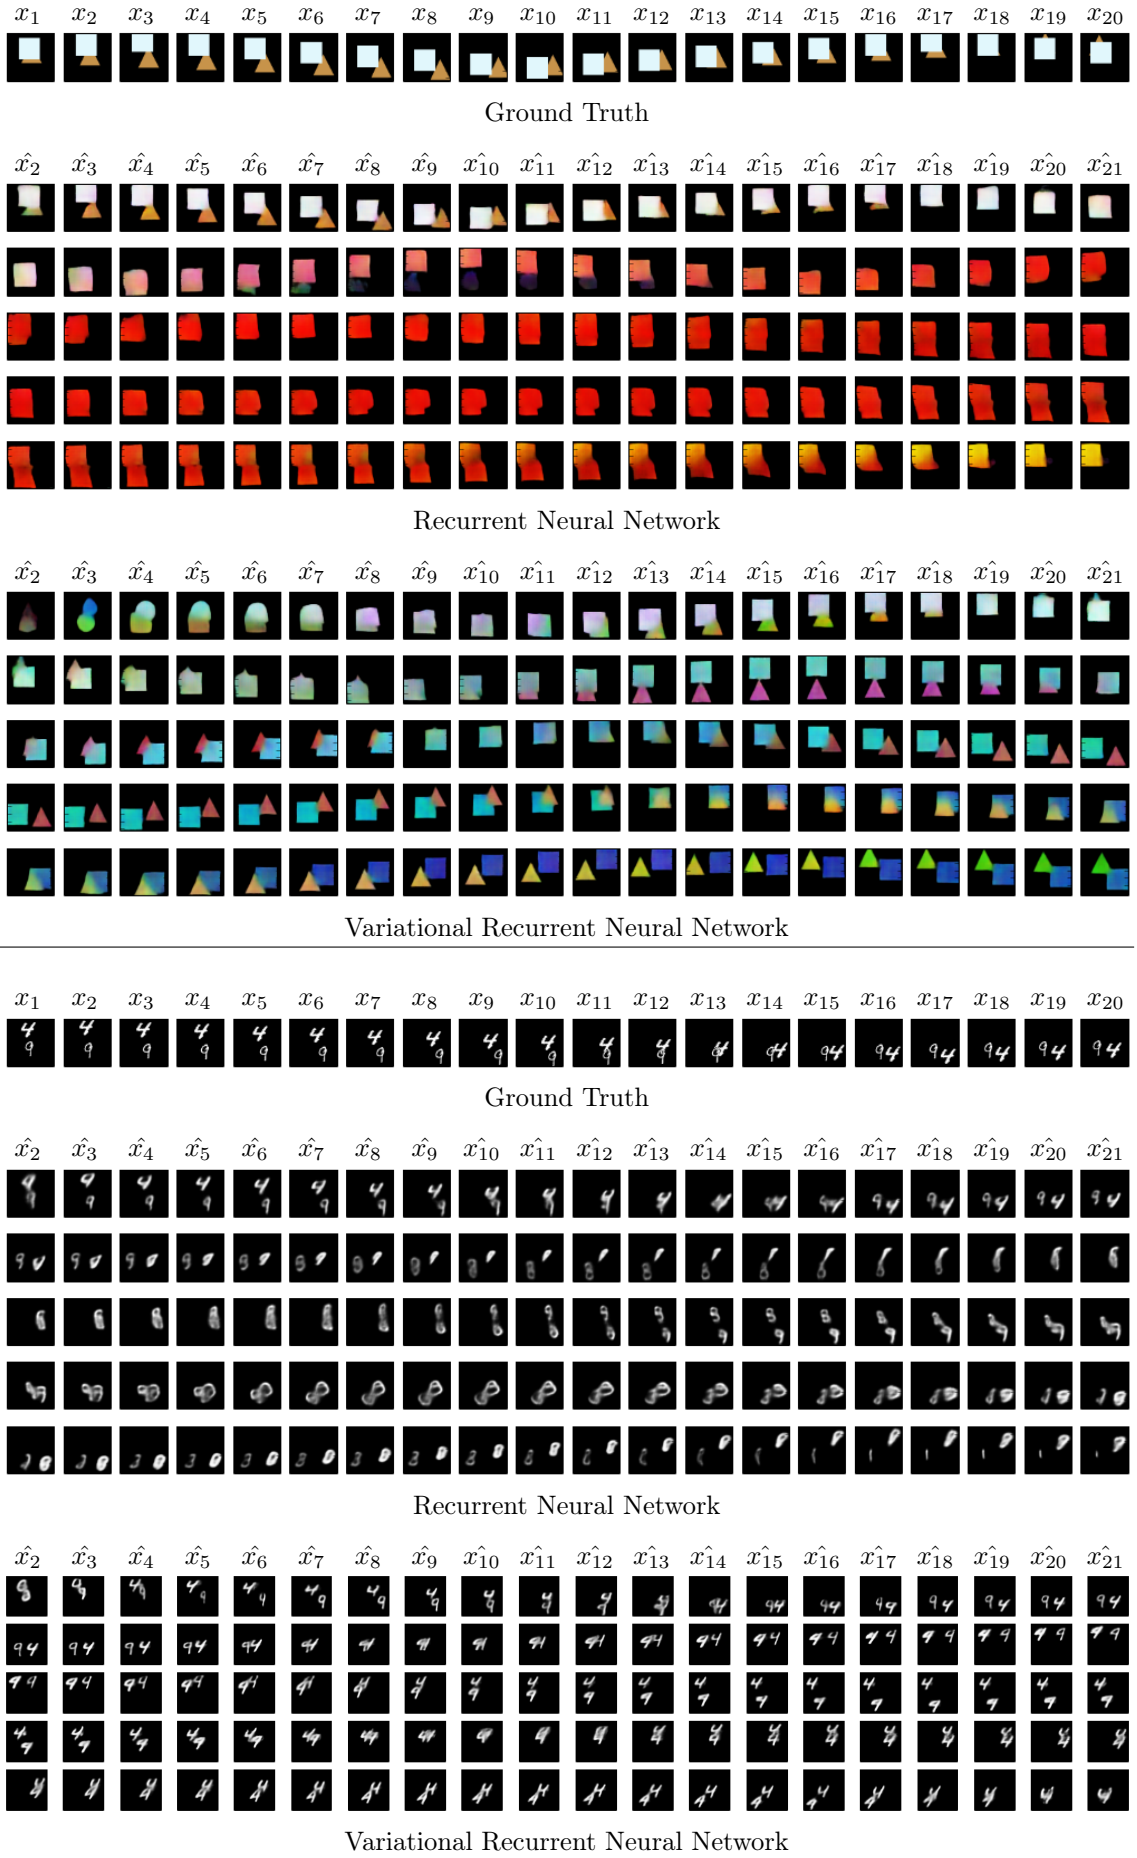 x₁ x₂ x₃ x₄ x₅ x₆ x₇ x₈ x₉ x₁₀ x₁₁ x₁₂ x₁₃ x₁₄ x₁₅ x₁₆ x₁₇ x₁₈ x₁₉ x₂₀
Ground Truth
x̂₂ x̂₃ x̂₄ x̂₅ x̂₆ x̂₇ x̂₈ x̂₉ x̂₁₀ x̂₁₁ x̂₁₂ x̂₁₃ x̂₁₄ x̂₁₅ x̂₁₆ x̂₁₇ x̂₁₈ x̂₁₉ x̂₂₀ x̂₂₁
Recurrent Neural Network
x̂₂ x̂₃ x̂₄ x̂₅ x̂₆ x̂₇ x̂₈ x̂₉ x̂₁₀ x̂₁₁ x̂₁₂ x̂₁₃ x̂₁₄ x̂₁₅ x̂₁₆ x̂₁₇ x̂₁₈ x̂₁₉ x̂₂₀ x̂₂₁
Variational Recurrent Neural Network
x₁ x₂ x₃ x₄ x₅ x₆ x₇ x₈ x₉ x₁₀ x₁₁ x₁₂ x₁₃ x₁₄ x₁₅ x₁₆ x₁₇ x₁₈ x₁₉ x₂₀
Ground Truth
x̂₂ x̂₃ x̂₄ x̂₅ x̂₆ x̂₇ x̂₈ x̂₉ x̂₁₀ x̂₁₁ x̂₁₂ x̂₁₃ x̂₁₄ x̂₁₅ x̂₁₆ x̂₁₇ x̂₁₈ x̂₁₉ x̂₂₀ x̂₂₁
Recurrent Neural Network
x̂₂ x̂₃ x̂₄ x̂₅ x̂₆ x̂₇ x̂₈ x̂₉ x̂₁₀ x̂₁₁ x̂₁₂ x̂₁₃ x̂₁₄ x̂₁₅ x̂₁₆ x̂₁₇ x̂₁₈ x̂₁₉ x̂₂₀ x̂₂₁
Variational Recurrent Neural Network